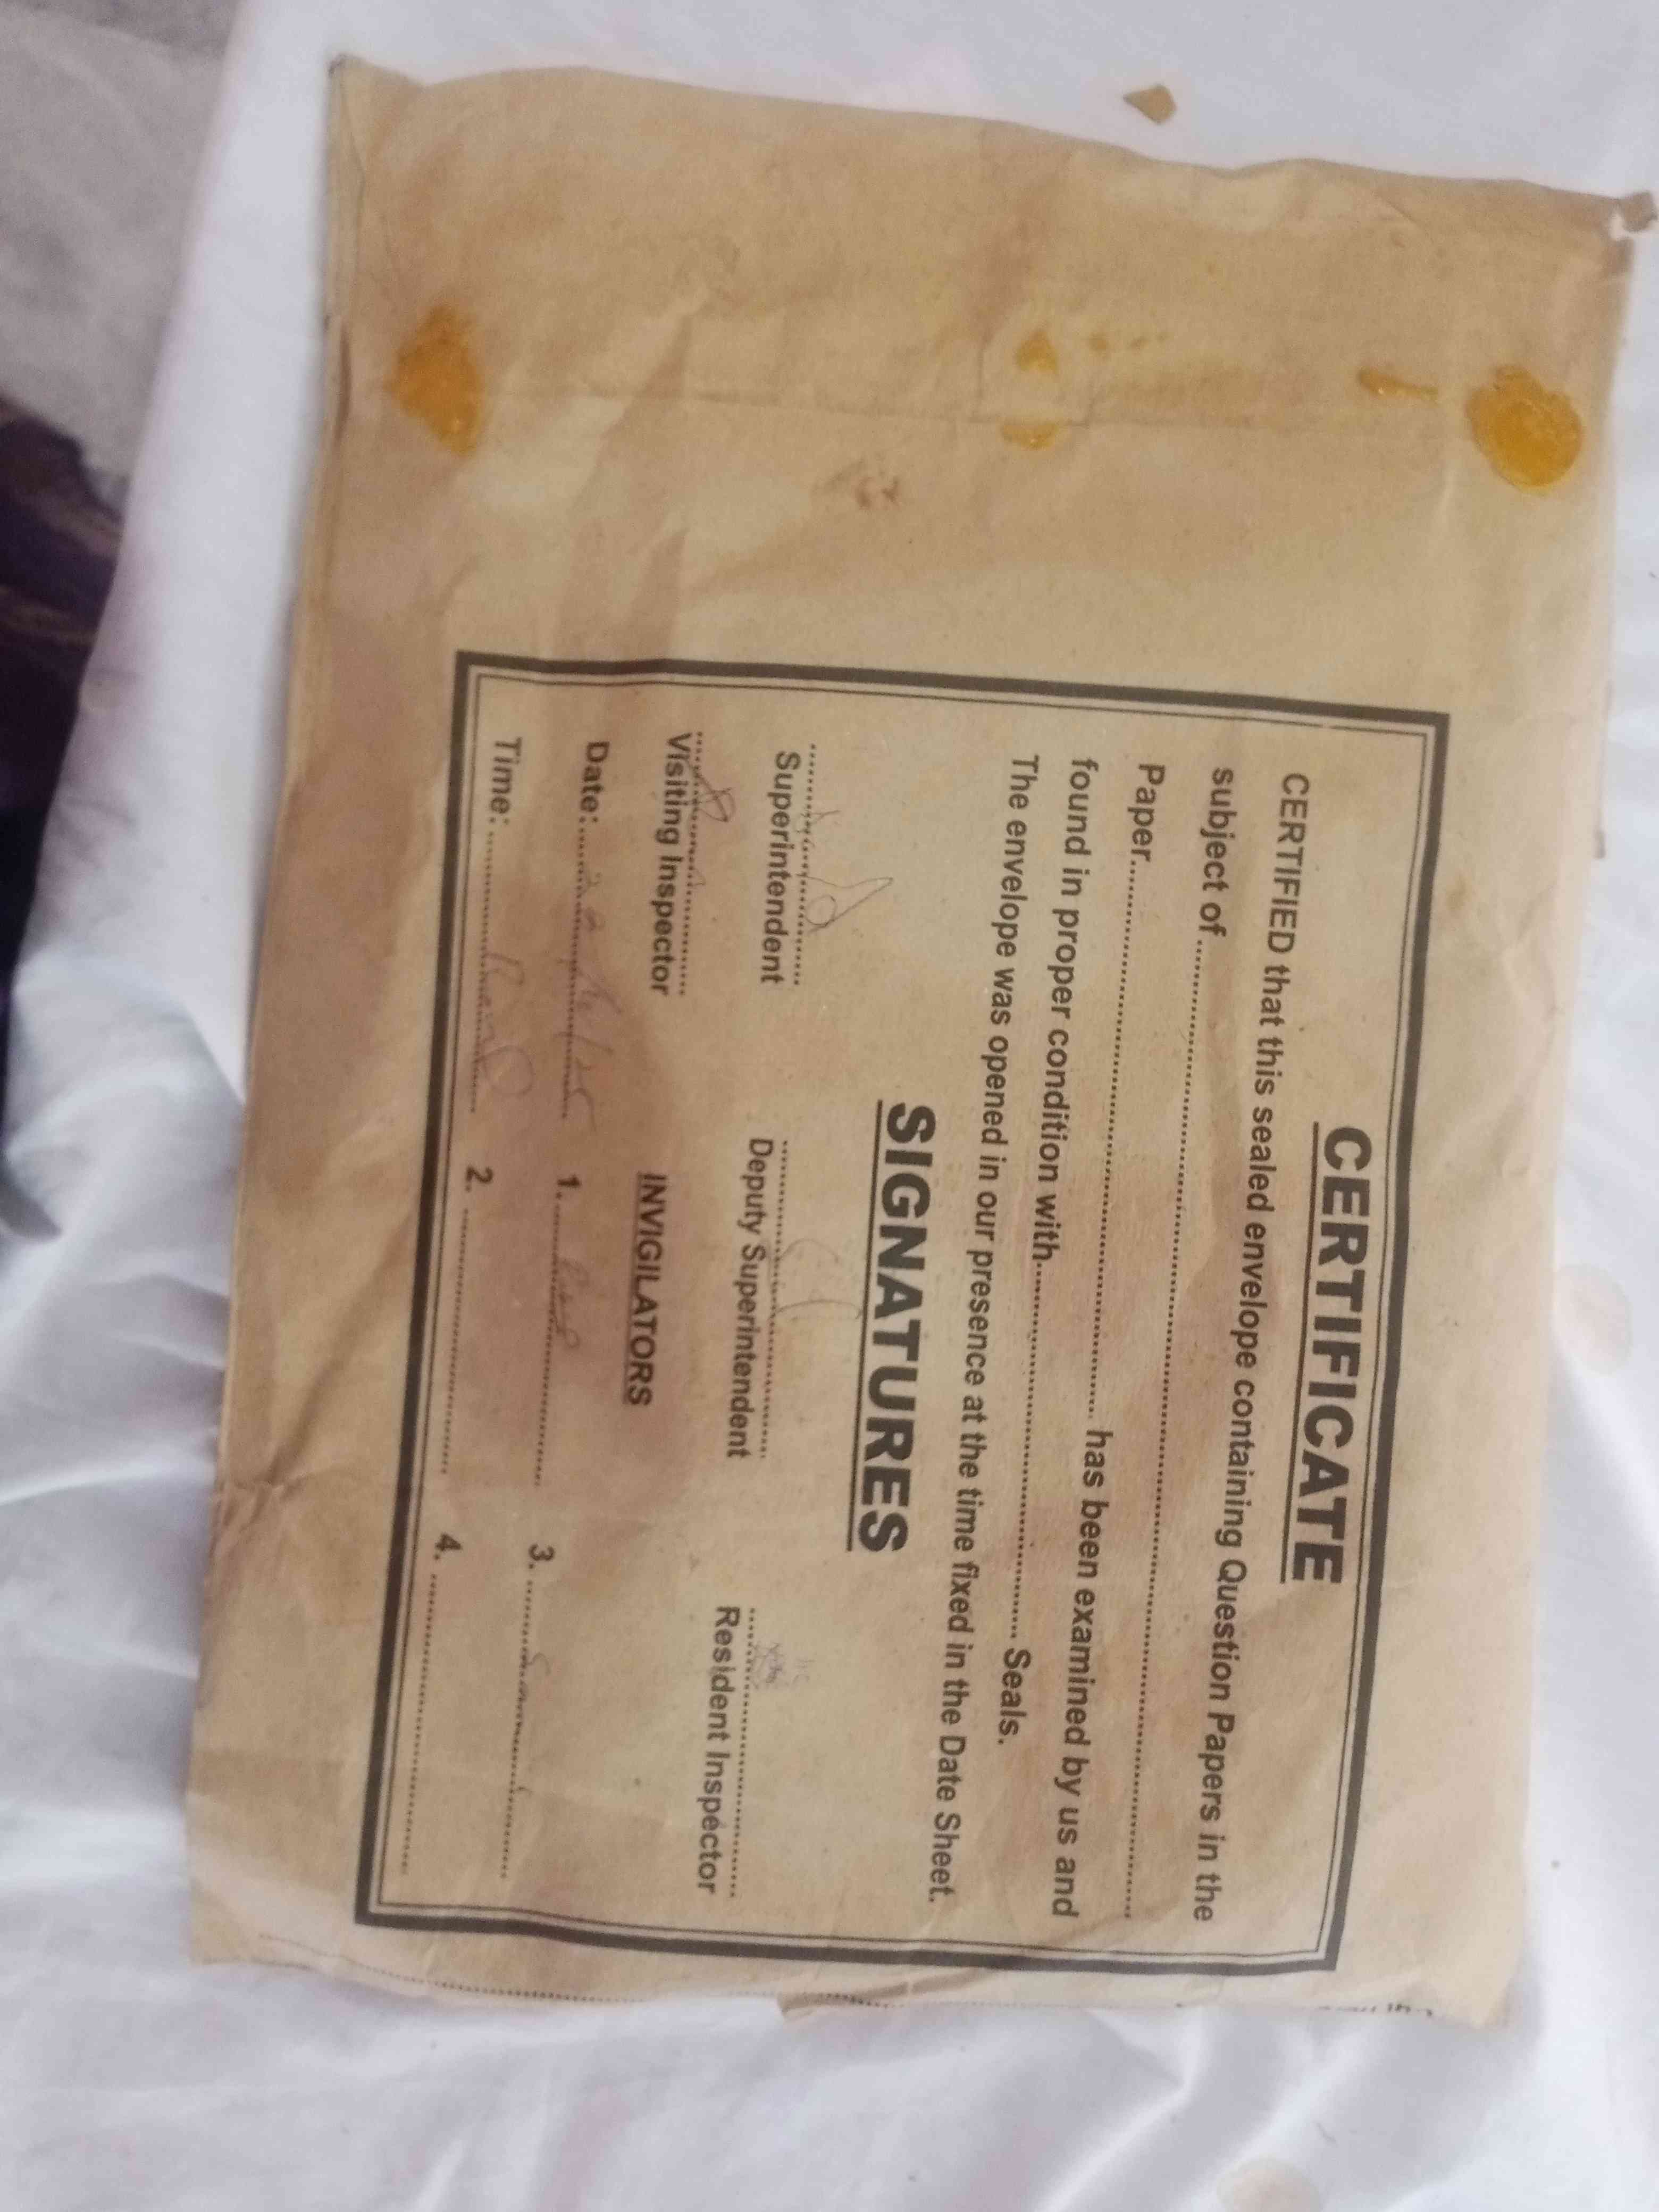 CERTIFICATE
CERTIFIED that this sealed envelope containing Question Papers in the
subject of..........................................................
Paper.......................................... has been examined by us and
found in proper condition with.......................................... Seals.
The envelope was opened in our presence at the time fixed in the Date Sheet.
SIGNATURES
Superintendent Deputy Superintendent Resident Inspector
Visiting Inspector
INVIGILATORS
Date: 1. 3.
Time: 2. 4.